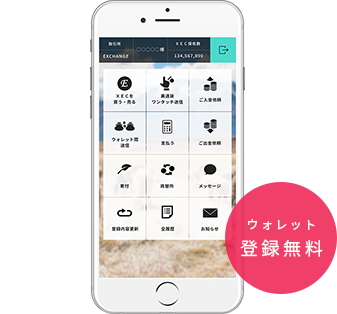 取引所
○○○○○様
ＫＥＣ保有数
EXCHANGE
134,567,890
ＫＥＣを
買う・売る
異通貨
ワンタッチ送信
ご入金依頼
ウォレット間
送信
支払う
ご出金依頼
寄付
両替所
メッセージ
登録内容更新
全履歴
お知らせ
ウォレット
登録無料